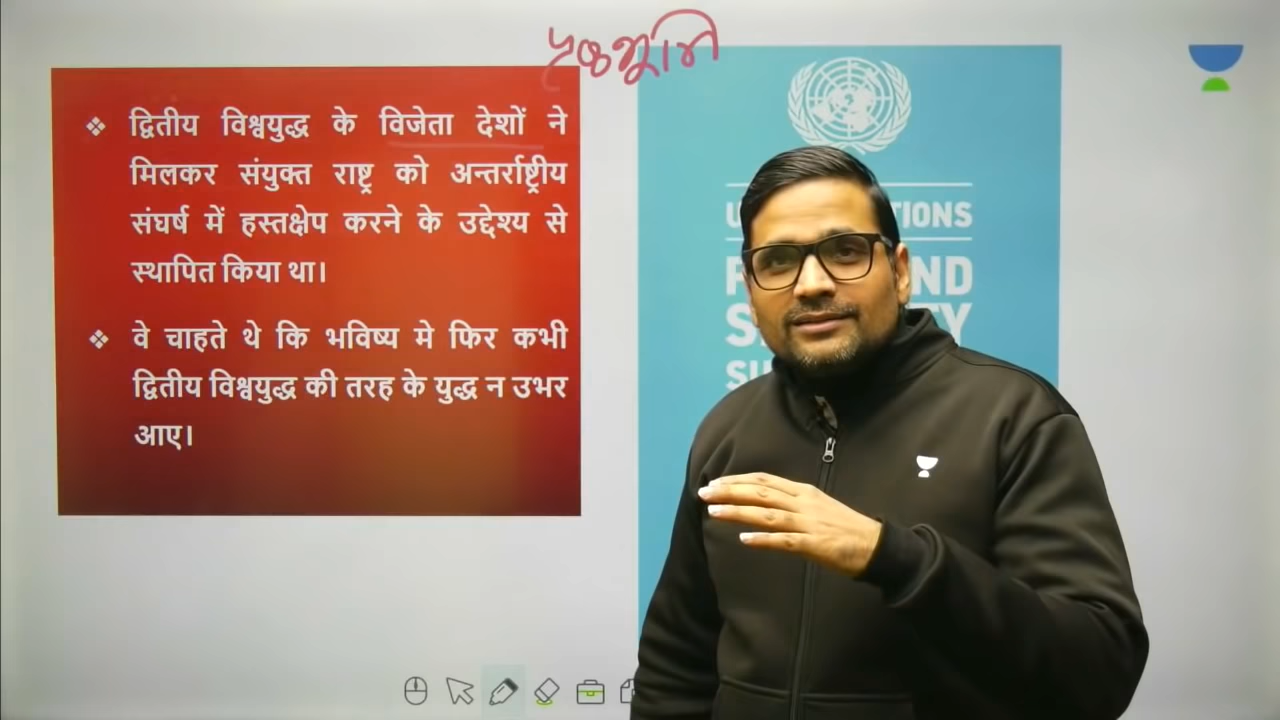 पृष्ठभूमि
❖ द्वितीय विश्वयुद्ध के विजेता देशों ने
मिलकर संयुक्त राष्ट्र को अन्तर्राष्ट्रीय
संघर्ष में हस्तक्षेप करने के उद्देश्य से
स्थापित किया था।
❖ वे चाहते थे कि भविष्य मे फिर कभी
द्वितीय विश्वयुद्ध की तरह के युद्ध न उभर
आए।